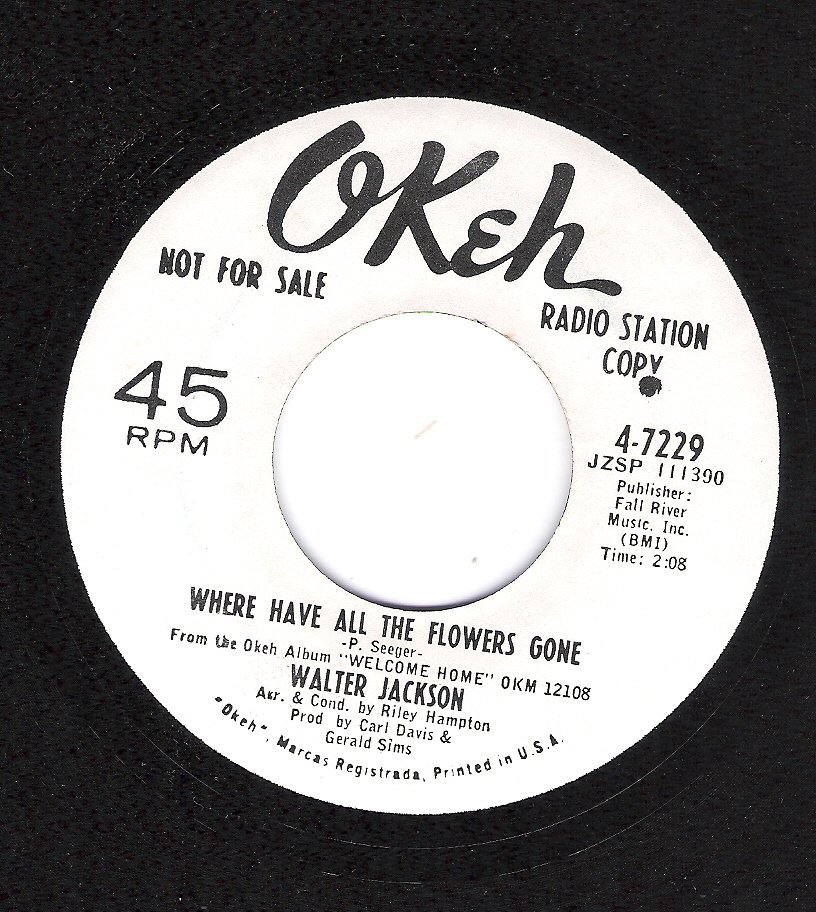 OKeh
NOT FOR SALE
RADIO STATION
COPY
45
RPM
4-7229
JZSP 111390
Publisher:
Fall River
Music, Inc.
(BMI)
Time: 2:08
WHERE HAVE ALL THE FLOWERS GONE
-P. Seeger-
From the Okeh Album "WELCOME HOME" OKM 12108
WALTER JACKSON
Arr. & Cond. by Riley Hampton
Prod by Carl Davis &
Gerald Sims
"Okeh", Marcas Registrada, Printed in U.S.A.